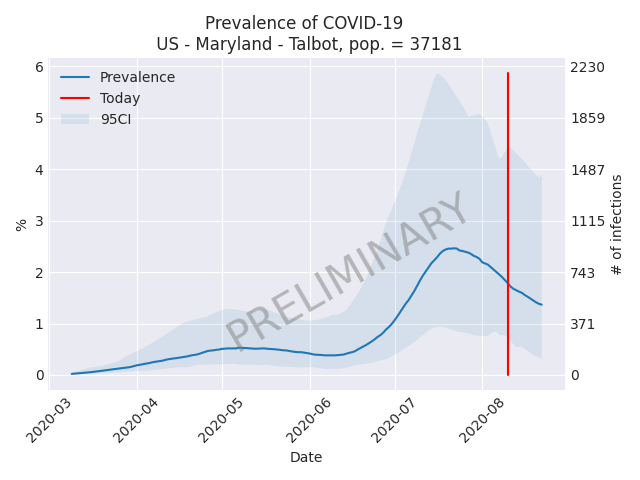 Prevalence of COVID-19
US - Maryland - Talbot, pop. = 37181
Prevalence
Today
95CI
PRELIMINARY
%
6
5
4
3
2
1
0
2230
1859
1487
1115
743
371
0
# of infections
2020-03
2020-04
2020-05
2020-06
2020-07
2020-08
Date